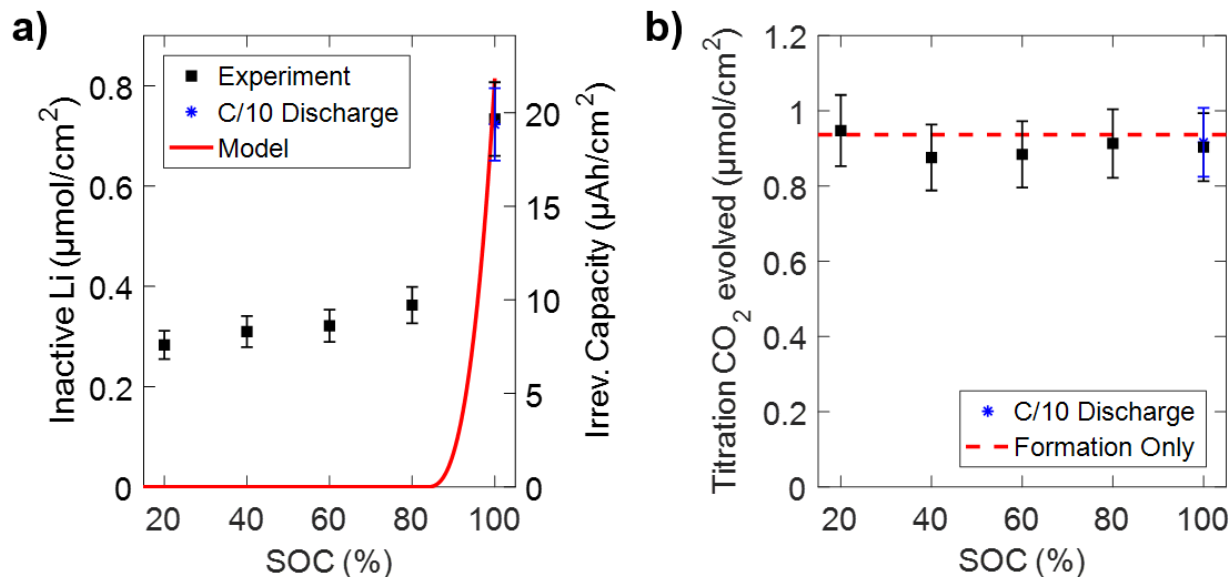 a)
Inactive Li (μmol/cm²)
0.8
0.6
0.4
0.2
0
Experiment
C/10 Discharge
Model
20
15
10
5
0
Irrev. Capacity (μAh/cm²)
20 40 60 80 100
SOC (%)
b)
Titration CO₂ evolved (μmol/cm²)
1.2
1
0.8
0.6
0.4
0.2
0
C/10 Discharge
Formation Only
20 40 60 80 100
SOC (%)